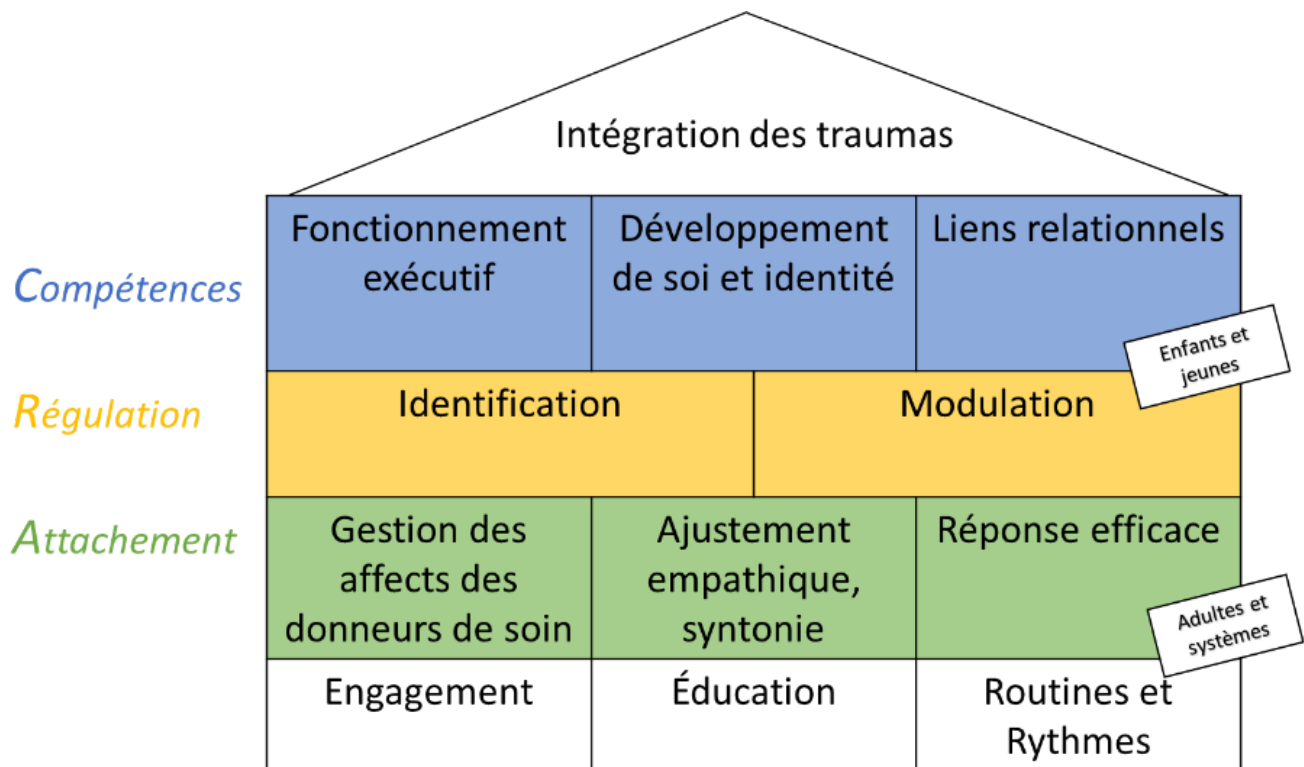 Intégration des traumas
Compétences
Fonctionnement
exécutif
Développement
de soi et identité
Liens relationnels
Enfants et
jeunes
Régulation
Identification
Modulation
Attachement
Gestion des
affects des
donneurs de soin
Ajustement
empathique,
syntonie
Réponse efficace
Adultes et
systèmes
Engagement
Éducation
Routines et
Rythmes